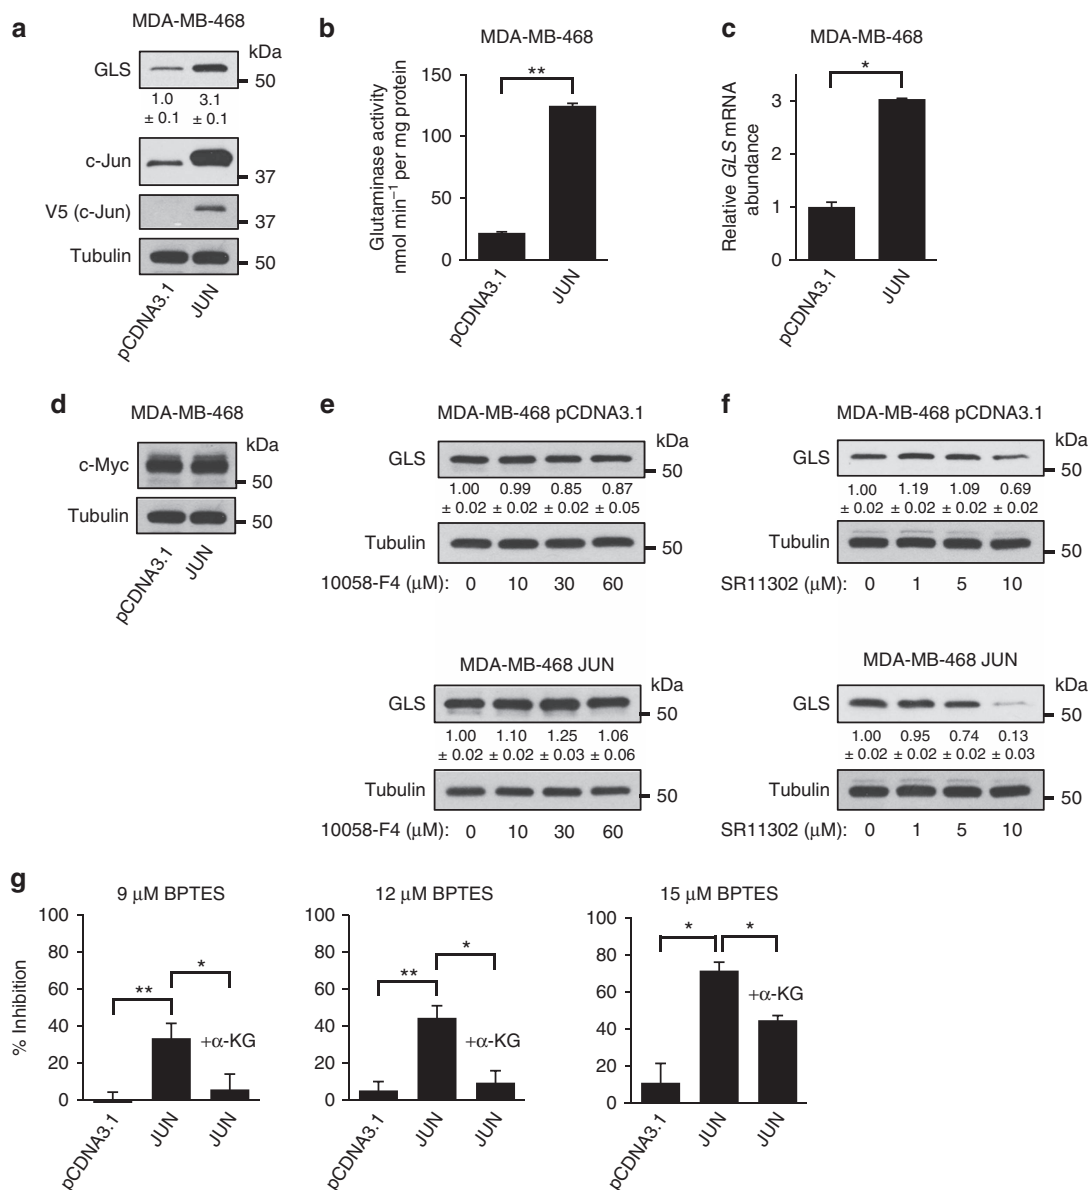 a
MDA-MB-468
kDa
GLS
50
1.0 3.1
± 0.1 ± 0.1
c-Jun
37
V5 (c-Jun)
37
Tubulin
50
pCDNA3.1 JUN
b
MDA-MB-468
Glutaminase activity
nmol min⁻¹ per mg protein
150
100
50
0
**
pCDNA3.1 JUN
c
MDA-MB-468
Relative GLS mRNA
abundance
3
2
1
0
*
pCDNA3.1 JUN
d
MDA-MB-468
kDa
c-Myc
50
Tubulin
50
pCDNA3.1 JUN
e
MDA-MB-468 pCDNA3.1
kDa
GLS
50
1.00 0.99 0.85 0.87
± 0.02 ± 0.02 ± 0.02 ± 0.05
Tubulin
50
10058-F4 (μM): 0 10 30 60
MDA-MB-468 JUN
kDa
GLS
50
1.00 1.10 1.25 1.06
± 0.02 ± 0.02 ± 0.03 ± 0.06
Tubulin
50
10058-F4 (μM): 0 10 30 60
f
MDA-MB-468 pCDNA3.1
kDa
GLS
50
1.00 1.19 1.09 0.69
± 0.02 ± 0.02 ± 0.02 ± 0.02
Tubulin
50
SR11302 (μM): 0 1 5 10
MDA-MB-468 JUN
kDa
GLS
50
1.00 0.95 0.74 0.13
± 0.02 ± 0.02 ± 0.02 ± 0.03
Tubulin
50
SR11302 (μM): 0 1 5 10
g
9 μM BPTES
% Inhibition
100
80
60
40
20
0
**
*
+α-KG
pCDNA3.1 JUN JUN
12 μM BPTES
100
80
60
40
20
0
**
*
+α-KG
pCDNA3.1 JUN JUN
15 μM BPTES
100
80
60
40
20
0
*
*
+α-KG
pCDNA3.1 JUN JUN